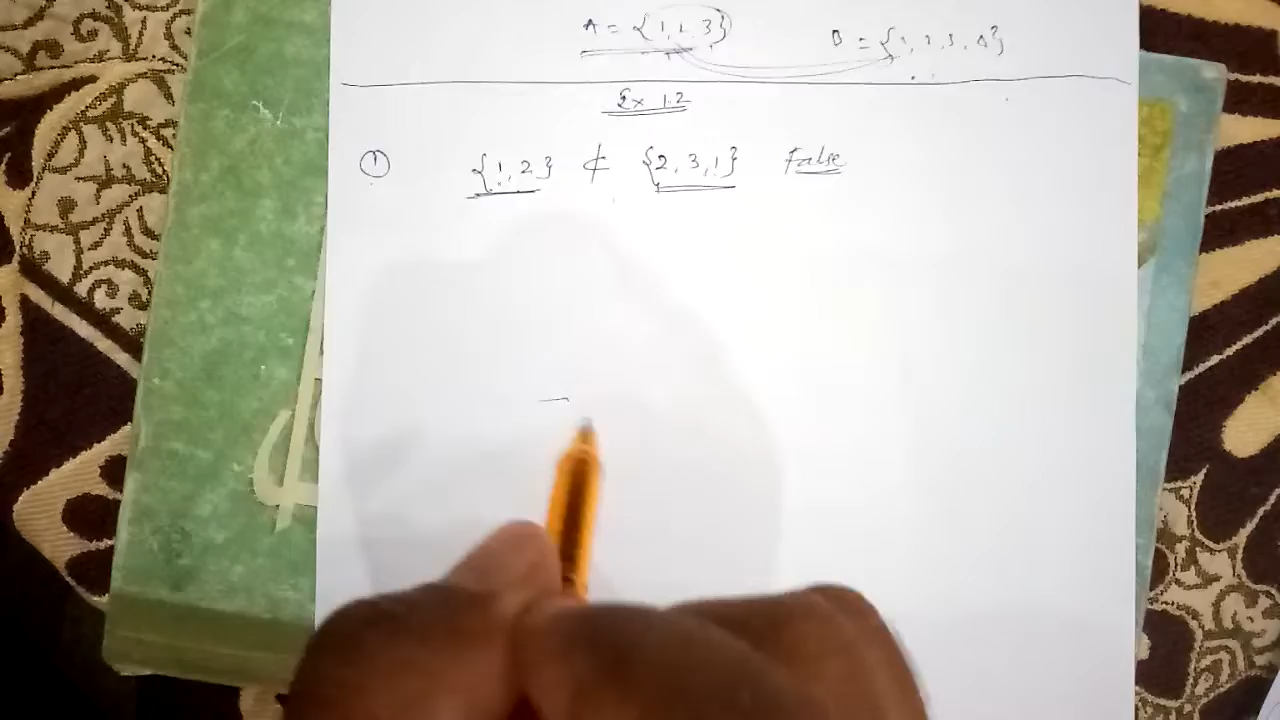 A = {1, 2, 3} B = {1, 2, 3, 4}
Ex 1.2
① {1, 2} ⊄ {2, 3, 1} False